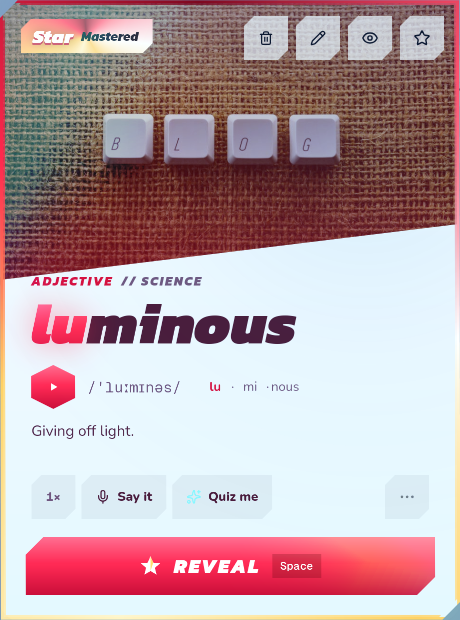 Star Mastered
B L O G
ADJECTIVE // SCIENCE
luminous
/ˈluːmɪnəs/ lu · mi · nous
Giving off light.
1× Say it Quiz me ...
REVEAL Space